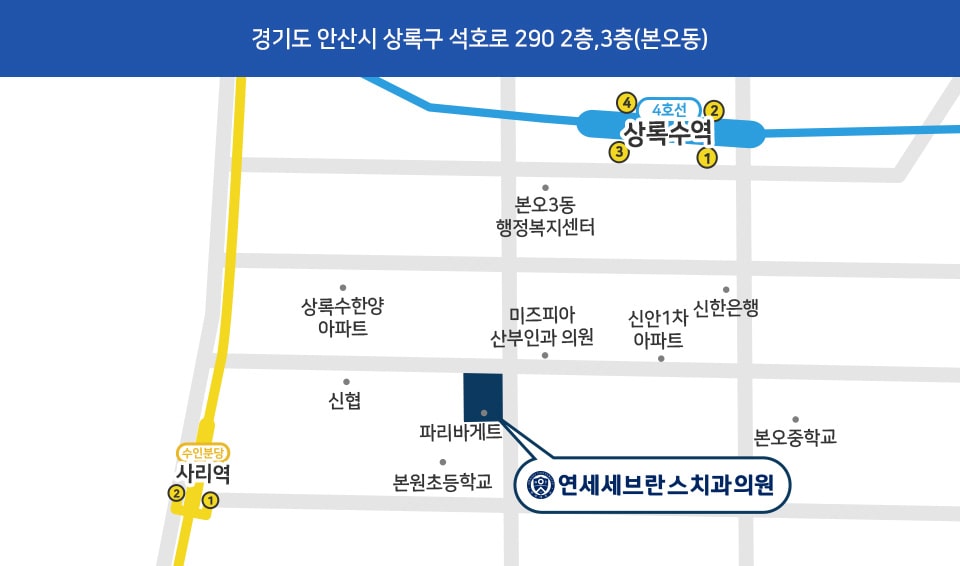 경기도 안산시 상록구 석호로 290 2층,3층(본오동)
4
4호선
2
상록수역
3
1
본오3동
행정복지센터
상록수한양
아파트
미즈피아
산부인과 의원
신안1차
아파트
신한은행
신협
파리바게트
본오중학교
수인분당
사리역
2
1
본원초등학교
연세세브란스치과의원